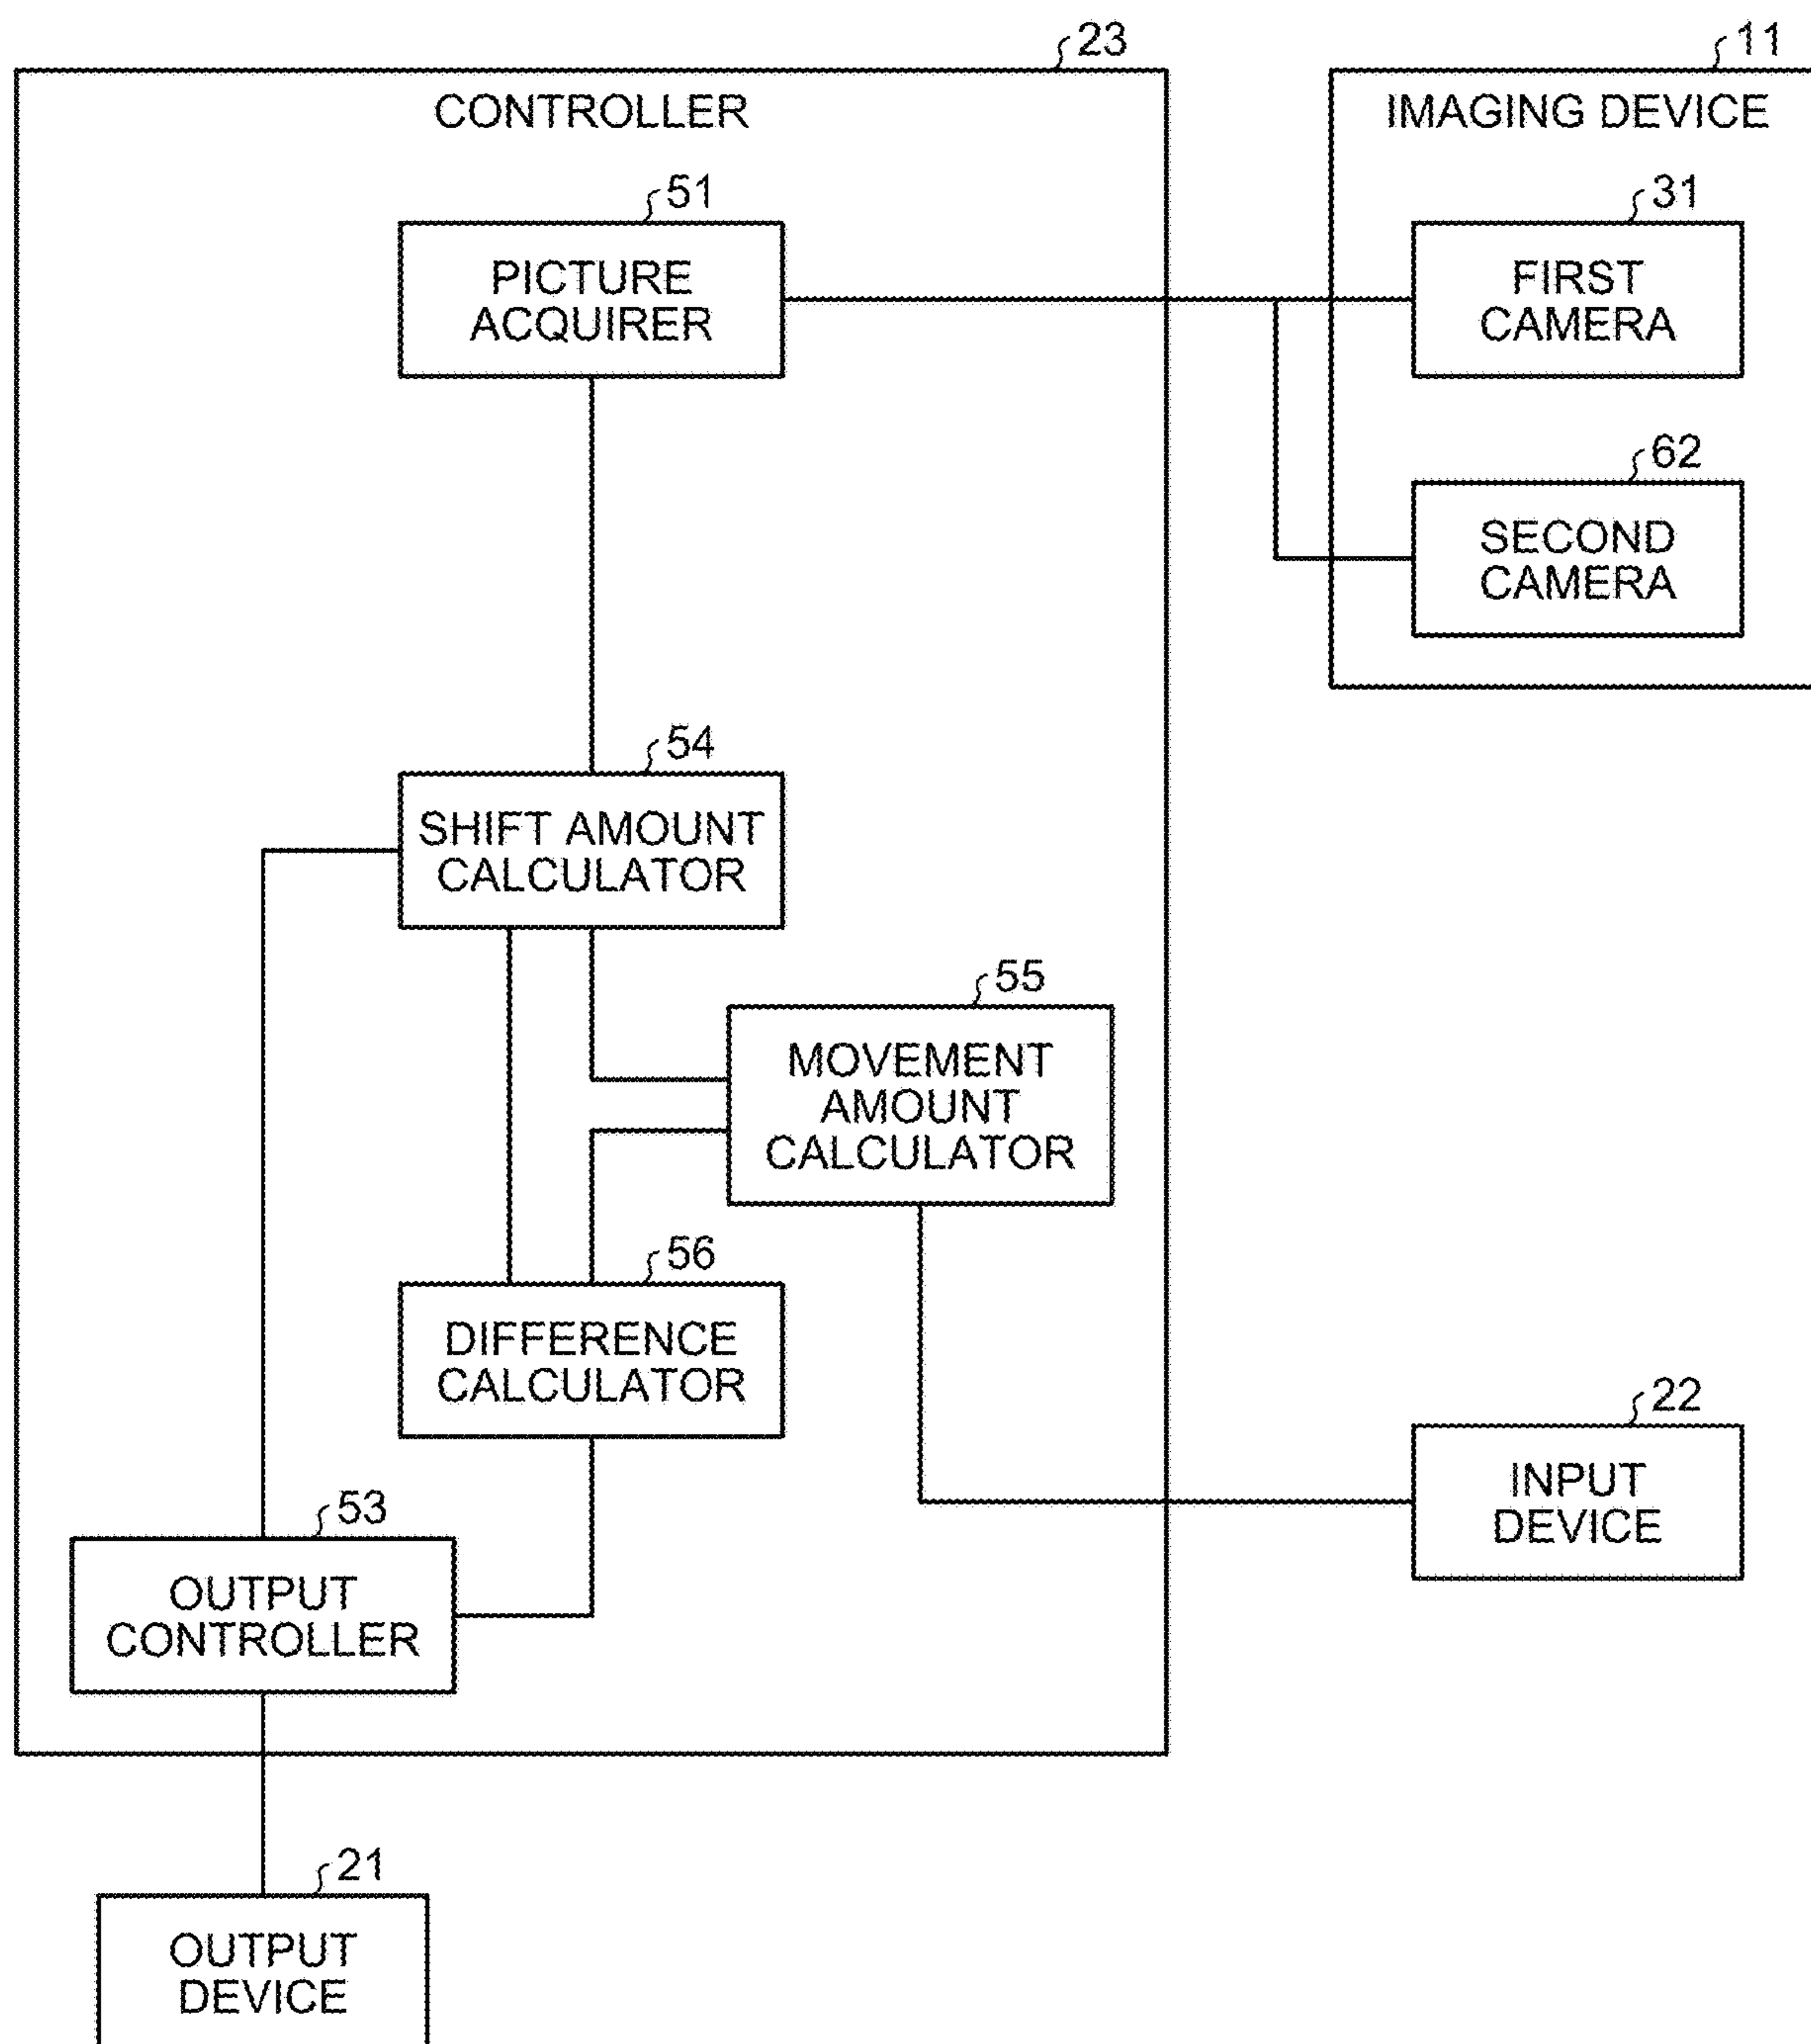 23
11
CONTROLLER
IMAGING DEVICE
51
31
PICTURE
ACQUIRER
FIRST
CAMERA
62
SECOND
CAMERA
54
SHIFT AMOUNT
CALCULATOR
55
MOVEMENT
AMOUNT
CALCULATOR
56
DIFFERENCE
CALCULATOR
22
INPUT
DEVICE
53
OUTPUT
CONTROLLER
21
OUTPUT
DEVICE